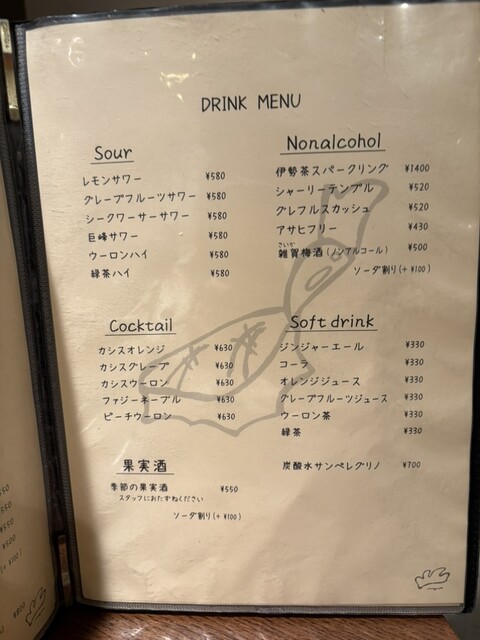 DRINK MENU
Sour
レモンサワー ¥580
グレープフルーツサワー ¥580
シークワーサーサワー ¥580
巨峰サワー ¥580
ウーロンハイ ¥580
緑茶ハイ ¥580
Nonalcohol
伊勢茶スパークリング ¥1400
シャーリーテンプル ¥520
グレフルスカッシュ ¥520
アサヒフリー ¥430
さいか
雑賀梅酒(ノンアルコール) ¥500
ソーダ割り(+¥100)
Cocktail
カシスオレンジ ¥630
カシスグレープ ¥630
カシスウーロン ¥630
ファジーネーブル ¥630
ピーチウーロン ¥630
Soft drink
ジンジャーエール ¥330
コーラ ¥330
オレンジジュース ¥330
グレープフルーツジュース ¥330
ウーロン茶 ¥330
緑茶 ¥330
炭酸水サンペレグリノ ¥700
果実酒
季節の果実酒 ¥550
スタッフにおたずねください
ソーダ割り(+¥100)